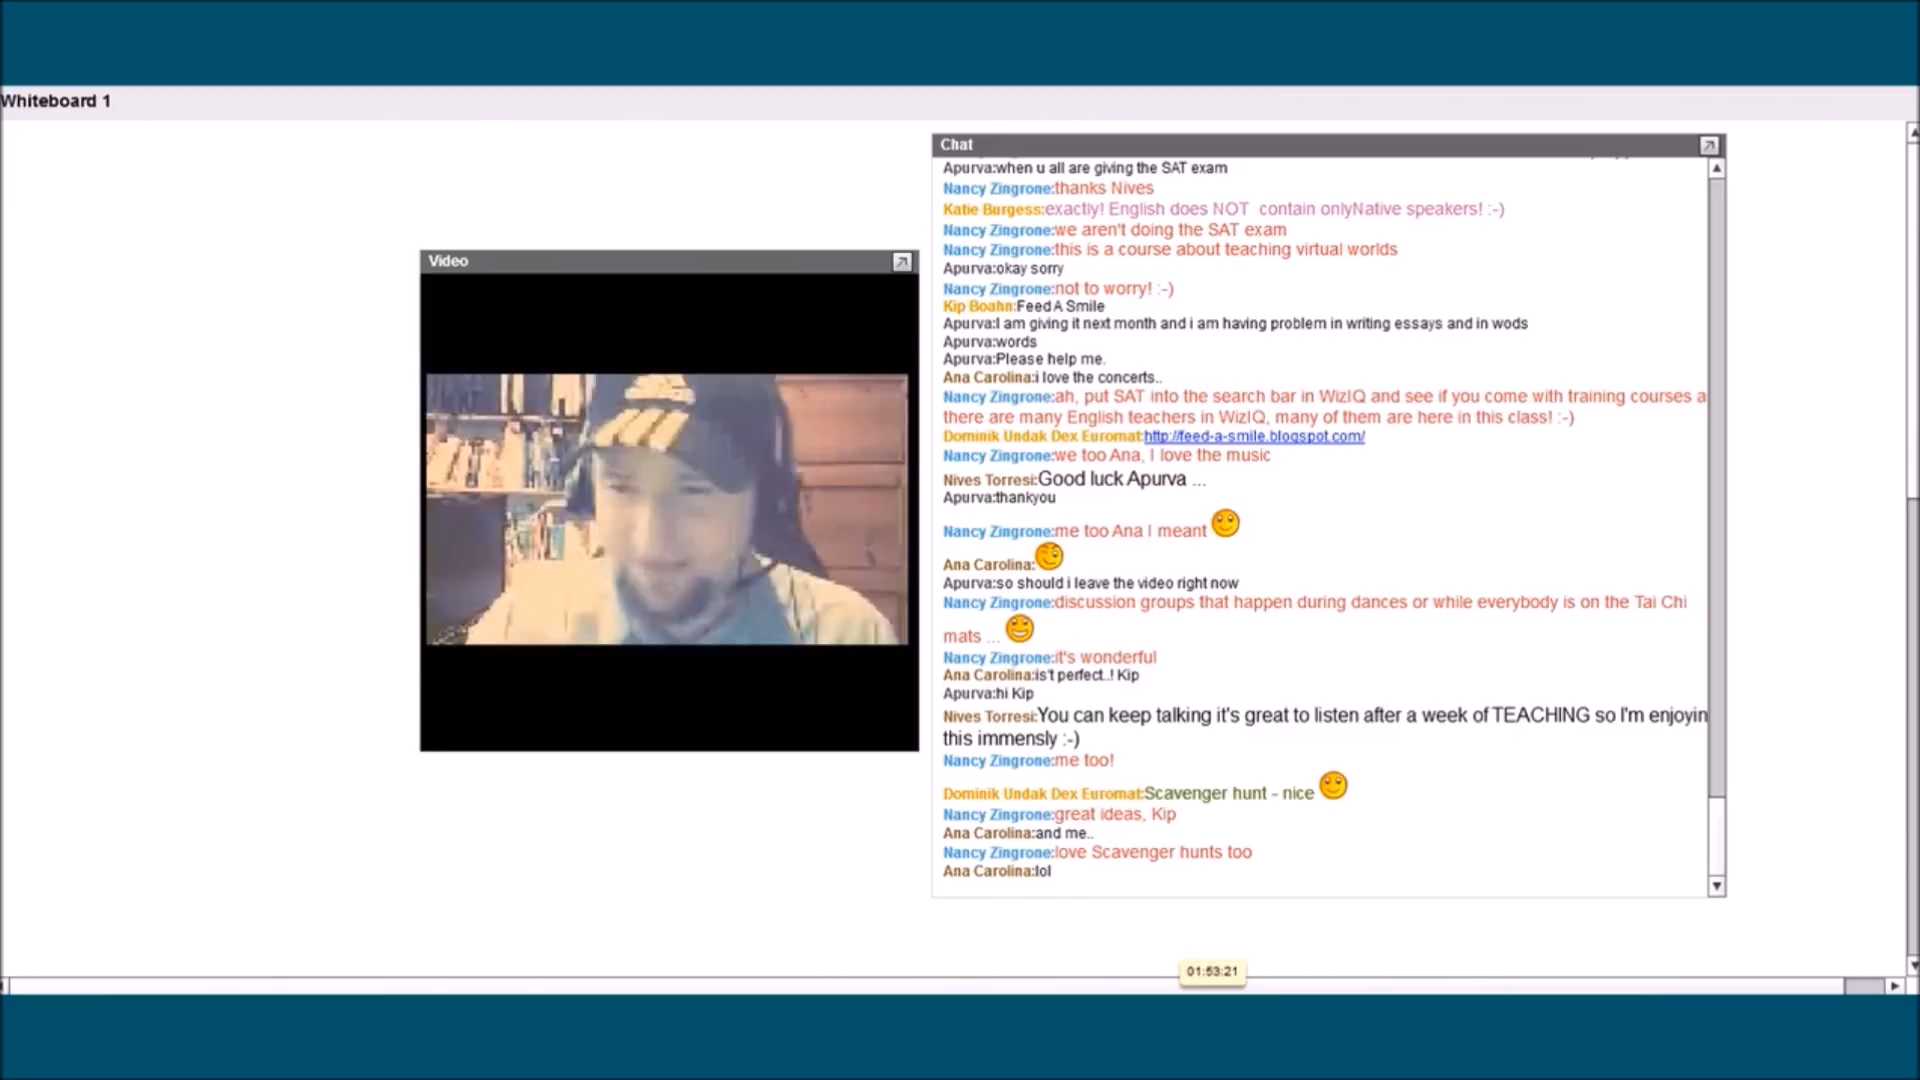 Whiteboard 1
Chat
Apurva:when u all are giving the SAT exam
Nancy Zingrone:thanks Nives
Katie Burgess:exactly! English does NOT contain onlyNative speakers! :-)
Nancy Zingrone:we aren't doing the SAT exam
Nancy Zingrone:this is a course about teaching virtual worlds
Apurva:okay sorry
Nancy Zingrone:not to worry! :-)
Kip Boahn:Feed A Smile
Apurva:I am giving it next month and i am having problem in writing essays and in wods
Apurva:words
Apurva:Please help me.
Ana Carolina:i love the concerts..
Nancy Zingrone:ah, put SAT into the search bar in WizIQ and see if you come with training courses a
there are many English teachers in WizIQ, many of them are here in this class! :-)
Dominik Undak Dex Euromat:http://feed-a-smile.blogspot.com/
Nancy Zingrone:we too Ana, I love the music
Nives Torresi:Good luck Apurva ...
Apurva:thankyou
Nancy Zingrone:me too Ana I meant
Ana Carolina:
Apurva:so should i leave the video right now
Nancy Zingrone:discussion groups that happen during dances or while everybody is on the Tai Chi
mats ...
Nancy Zingrone:it's wonderful
Ana Carolina:is't perfect..! Kip
Apurva:hi Kip
Nives Torresi:You can keep talking it's great to listen after a week of TEACHING so I'm enjoyin
this immensly :-)
Nancy Zingrone:me too!
Dominik Undak Dex Euromat:Scavenger hunt - nice
Nancy Zingrone:great ideas, Kip
Ana Carolina:and me..
Nancy Zingrone:love Scavenger hunts too
Ana Carolina:lol
Video
01:53:21